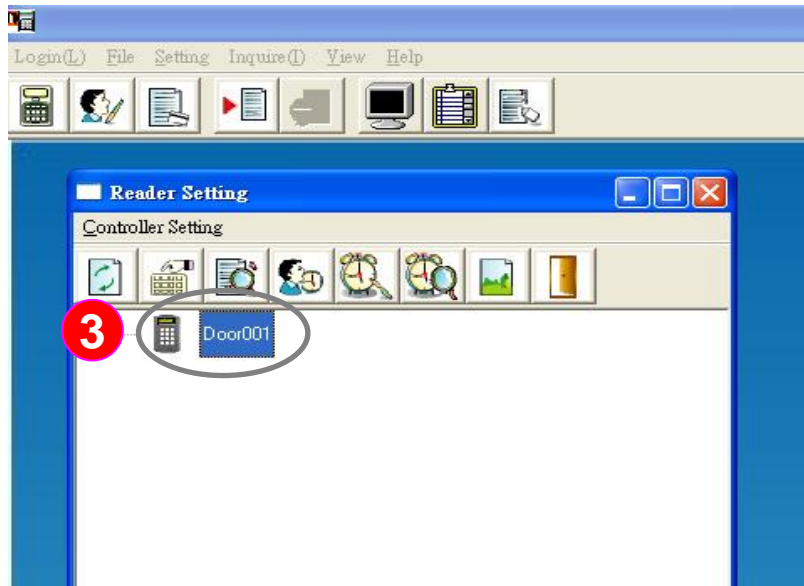 Login(L) File Setting Inquire(I) View Help
Reader Setting
Controller Setting
3
Door001